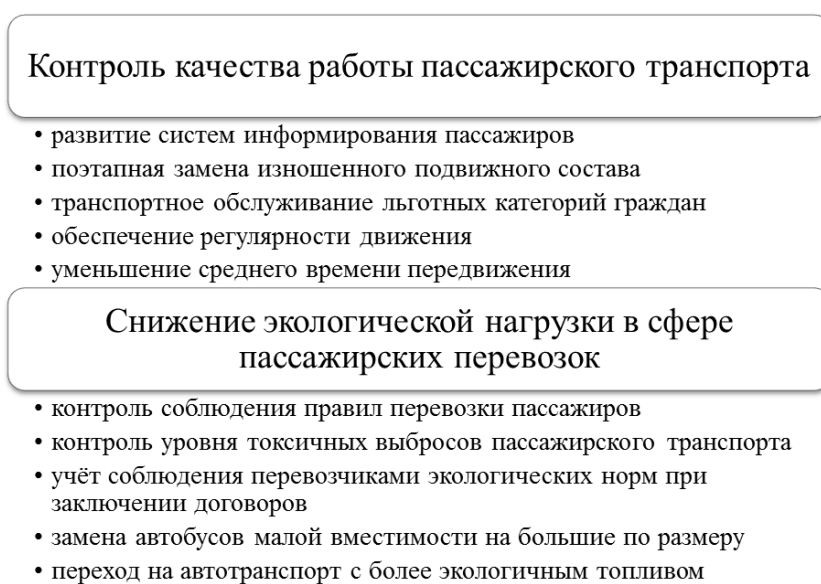 Контроль качества работы пассажирского транспорта
• развитие систем информирования пассажиров
• поэтапная замена изношенного подвижного состава
• транспортное обслуживание льготных категорий граждан
• обеспечение регулярности движения
• уменьшение среднего времени передвижения
Снижение экологической нагрузки в сфере
пассажирских перевозок
• контроль соблюдения правил перевозки пассажиров
• контроль уровня токсичных выбросов пассажирского транспорта
• учёт соблюдения перевозчиками экологических норм при
заключении договоров
• замена автобусов малой вместимости на большие по размеру
• переход на автотранспорт с более экологичным топливом